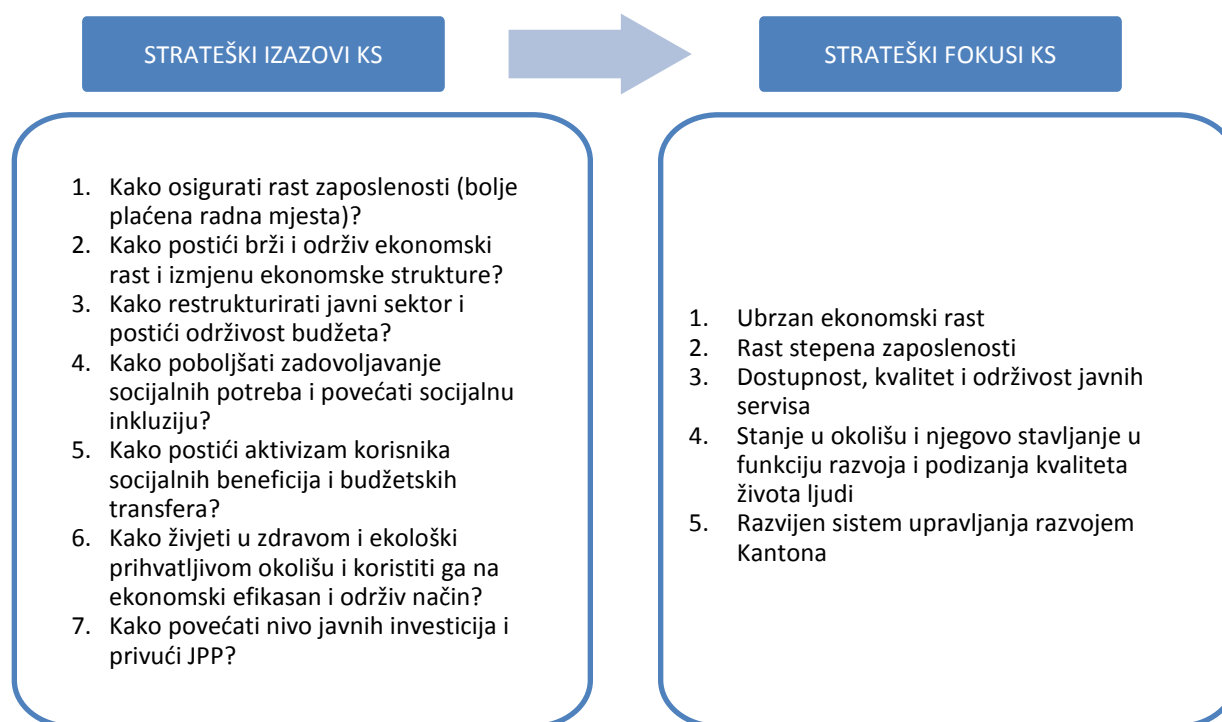 STRATEŠKI IZAZOVI KS
STRATEŠKI FOKUSI KS
1. Kako osigurati rast zaposlenosti (bolje
plaćena radna mjesta)?
2. Kako postići brži i održiv ekonomski
rast i izmjenu ekonomske strukture?
3. Kako restrukturirati javni sektor i
postići održivost budžeta?
4. Kako poboljšati zadovoljavanje
socijalnih potreba i povećati socijalnu
inkluziju?
5. Kako postići aktivizam korisnika
socijalnih beneficija i budžetskih
transfera?
6. Kako živjeti u zdravom i ekološki
prihvatljivom okolišu i koristiti ga na
ekonomski efikasan i održiv način?
7. Kako povećati nivo javnih investicija i
privući JPP?
1. Ubrzan ekonomski rast
2. Rast stepena zaposlenosti
3. Dostupnost, kvalitet i održivost javnih
servisa
4. Stanje u okolišu i njegovo stavljanje u
funkciju razvoja i podizanja kvaliteta
života ljudi
5. Razvijen sistem upravljanja razvojem
Kantona